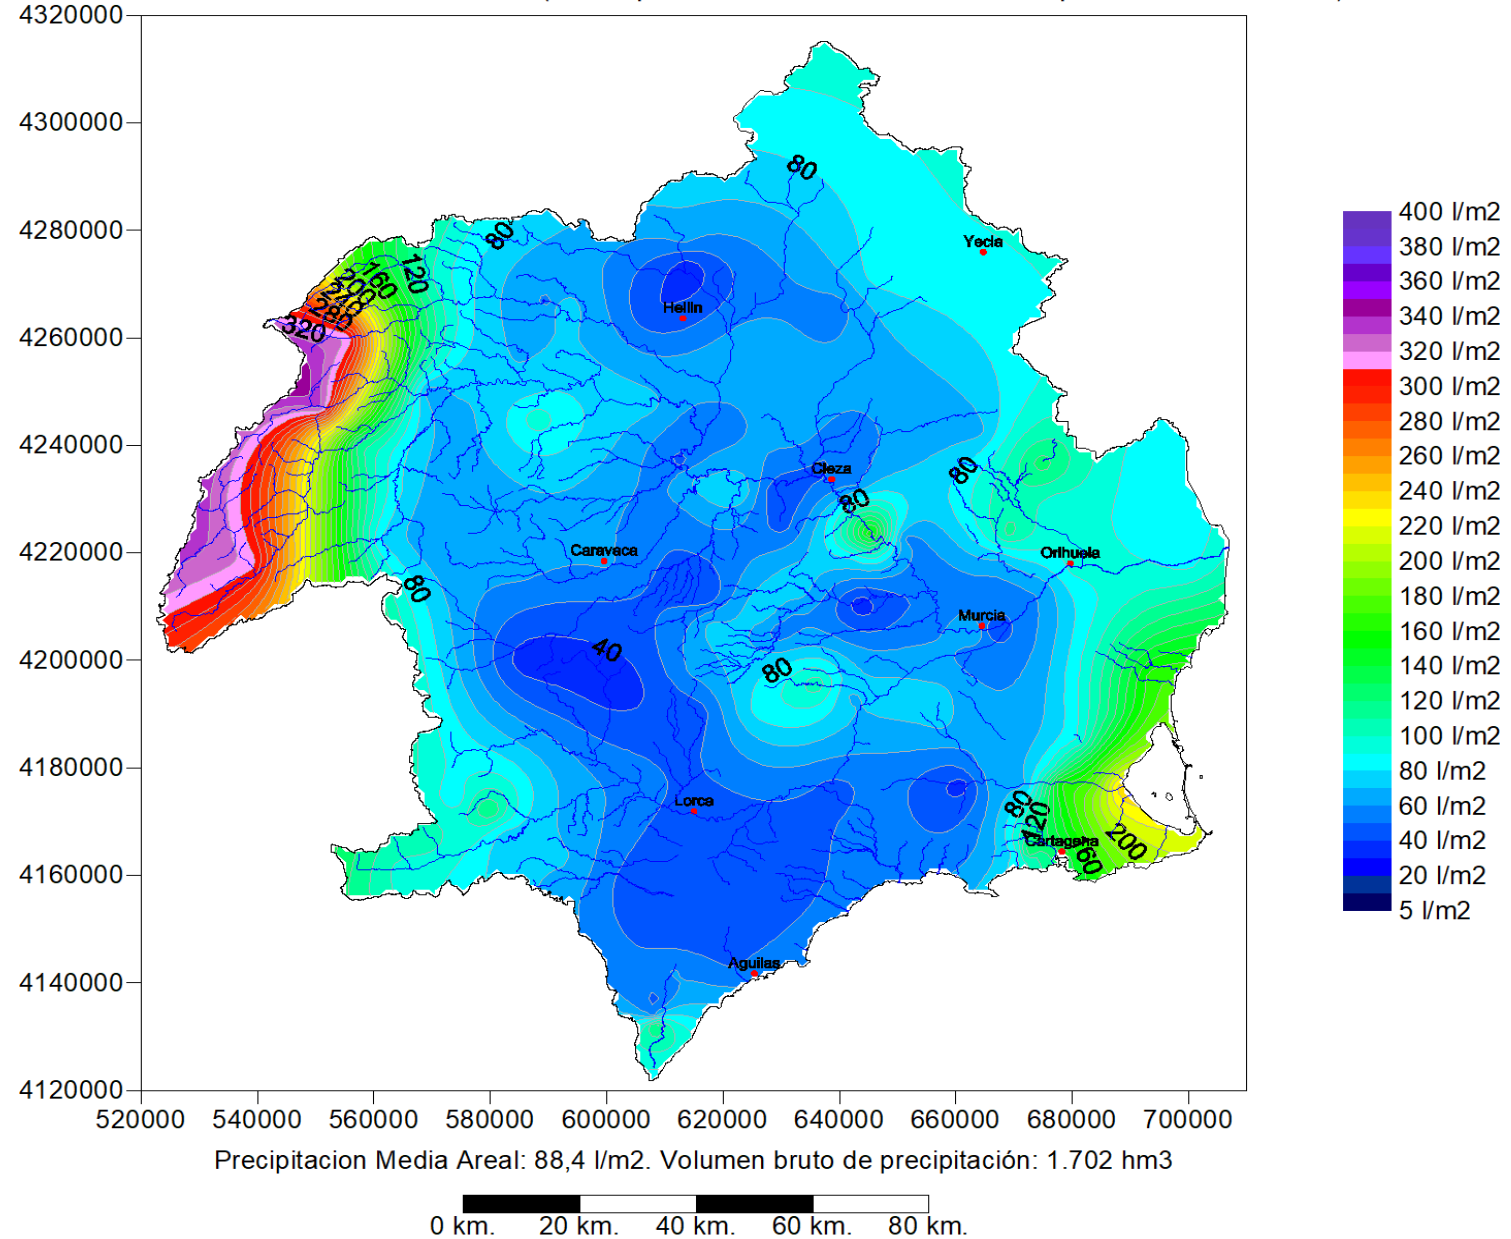 4320000
4300000
4280000
4260000
4240000
4220000
4200000
4180000
4160000
4140000
4120000
520000 540000 560000 580000 600000 620000 640000 660000 680000 700000
80
80
120
160
280
320
Yecla
Hellin
Cieza
80
80
Caravaca
Orihuela
80
Murcia
40
80
Lorca
80
120
Cartagena
200
60
Aguilas
400 l/m2
380 l/m2
360 l/m2
340 l/m2
320 l/m2
300 l/m2
280 l/m2
260 l/m2
240 l/m2
220 l/m2
200 l/m2
180 l/m2
160 l/m2
140 l/m2
120 l/m2
100 l/m2
80 l/m2
60 l/m2
40 l/m2
20 l/m2
5 l/m2
Precipitacion Media Areal: 88,4 l/m2. Volumen bruto de precipitación: 1.702 hm3
0 km. 20 km. 40 km. 60 km. 80 km.